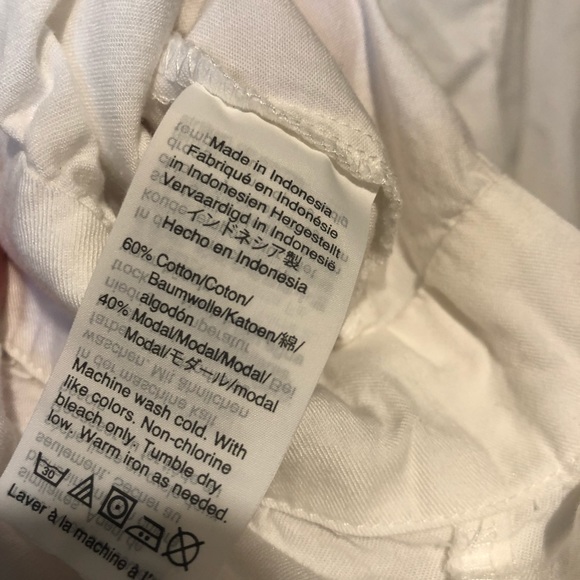 Made in Indonesia
Fabriqué en Indonésie
in Indonesien Hergestellt
Vervaardigd in Indonesië
インドネシア製
Hecho en Indonesia
60% Cotton/Coton/
Baumwolle/Katoen/綿/
algodón
40% Modal/Modal/Modal/
Modal/モダール/modal
Machine wash cold. With
like colors. Non-chlorine
bleach only. Tumble dry
low. Warm iron as needed.
30
Laver à la machine à l'